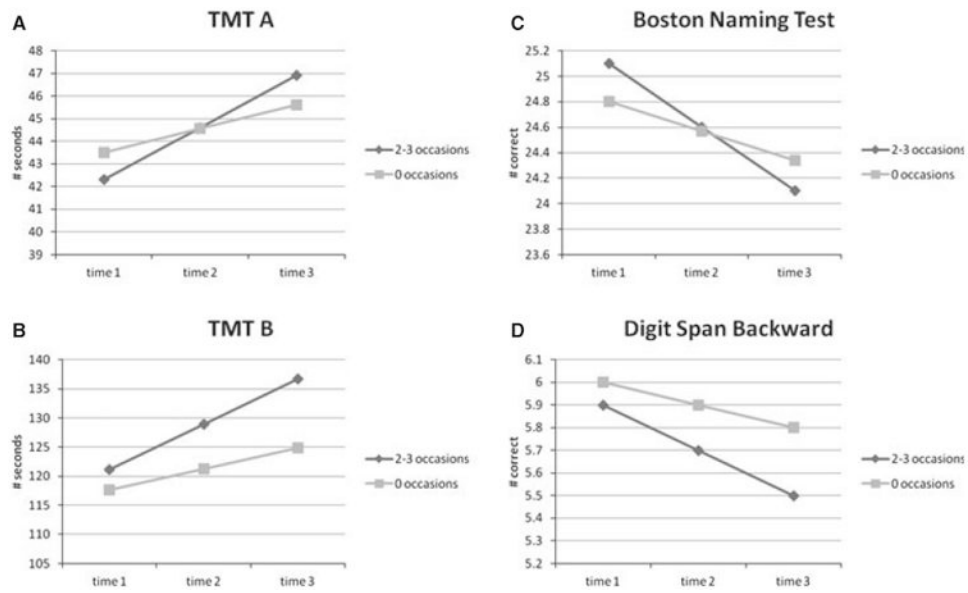 A
TMT A
48
47
46
45
44
43
42
41
40
39
# seconds
time 1 time 2 time 3
2-3 occasions
0 occasions
C
Boston Naming Test
25.2
25
24.8
24.6
24.4
24.2
24
23.8
23.6
# correct
time 1 time 2 time 3
2-3 occasions
0 occasions
B
TMT B
140
135
130
125
120
115
110
105
# seconds
time 1 time 2 time 3
2-3 occasions
0 occasions
D
Digit Span Backward
6.1
6
5.9
5.8
5.7
5.6
5.5
5.4
5.3
5.2
# correct
time 1 time 2 time 3
2-3 occasions
0 occasions